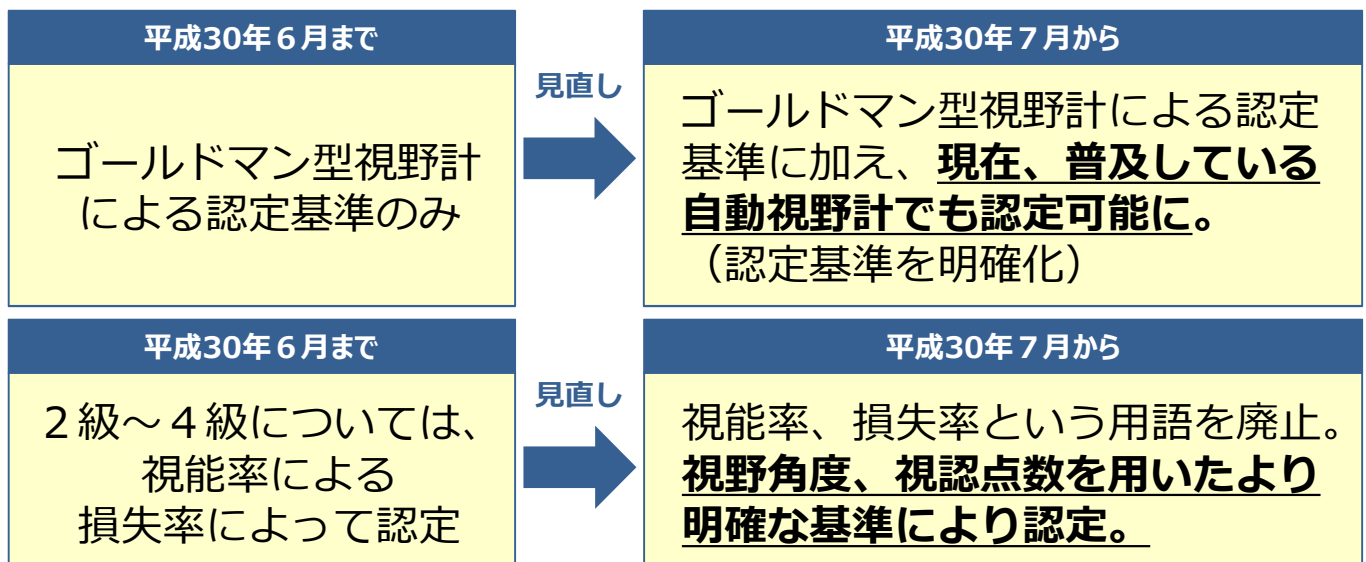 平成30年６月まで
ゴールドマン型視野計
による認定基準のみ
見直し
平成30年７月から
ゴールドマン型視野計による認定
基準に加え、現在、普及している
自動視野計でも認定可能に。
（認定基準を明確化）
平成30年６月まで
２級～４級については、
視能率による
損失率によって認定
見直し
平成30年７月から
視能率、損失率という用語を廃止。
視野角度、視認点数を用いたより
明確な基準により認定。